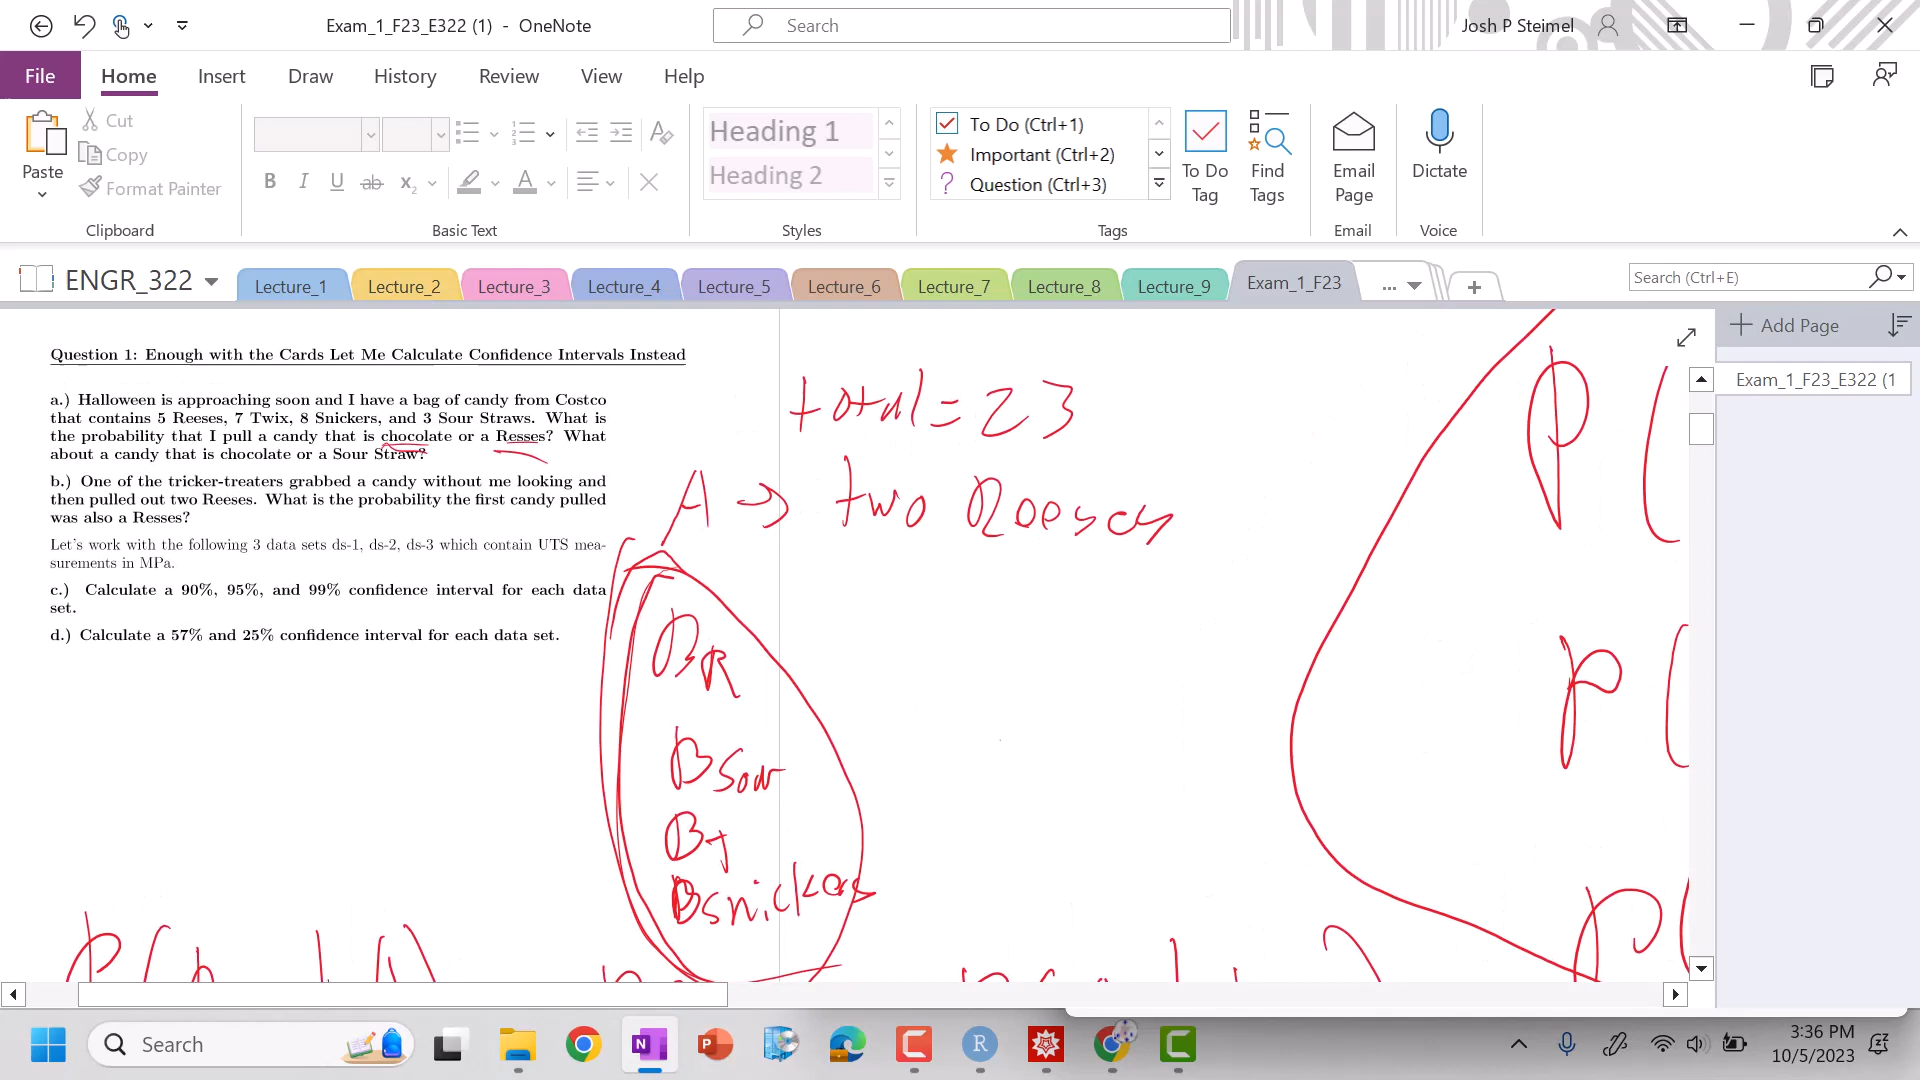 Exam_1_F23_E322 (1) - OneNote
Search
Josh P Steimel
File Home Insert Draw History Review View Help
Paste
Cut
Copy
Format Painter
Clipboard
B I U ab x2 A
Basic Text
Heading 1
Heading 2
Styles
To Do (Ctrl+1)
Important (Ctrl+2)
? Question (Ctrl+3)
To Do Tag
Find Tags
Tags
Email Page
Email
Dictate
Voice
ENGR_322
Lecture_1 Lecture_2 Lecture_3 Lecture_4 Lecture_5 Lecture_6 Lecture_7 Lecture_8 Lecture_9 Exam_1_F23 ... +
Search (Ctrl+E)
Add Page
Exam_1_F23_E322 (1
Question 1: Enough with the Cards Let Me Calculate Confidence Intervals Instead
a.) Halloween is approaching soon and I have a bag of candy from Costco
that contains 5 Reeses, 7 Twix, 8 Snickers, and 3 Sour Straws. What is
the probability that I pull a candy that is chocolate or a Resses? What
about a candy that is chocolate or a Sour Straw?
b.) One of the tricker-treaters grabbed a candy without me looking and
then pulled out two Reeses. What is the probability the first candy pulled
was also a Resses?
Let's work with the following 3 data sets ds-1, ds-2, ds-3 which contain UTS mea-
surements in MPa.
c.) Calculate a 90%, 95%, and 99% confidence interval for each data
set.
d.) Calculate a 57% and 25% confidence interval for each data set.
total = 23
A → two Reeses
BR
BSour
BT
BSnickers
P(
P(
P(
Search
3:36 PM
10/5/2023